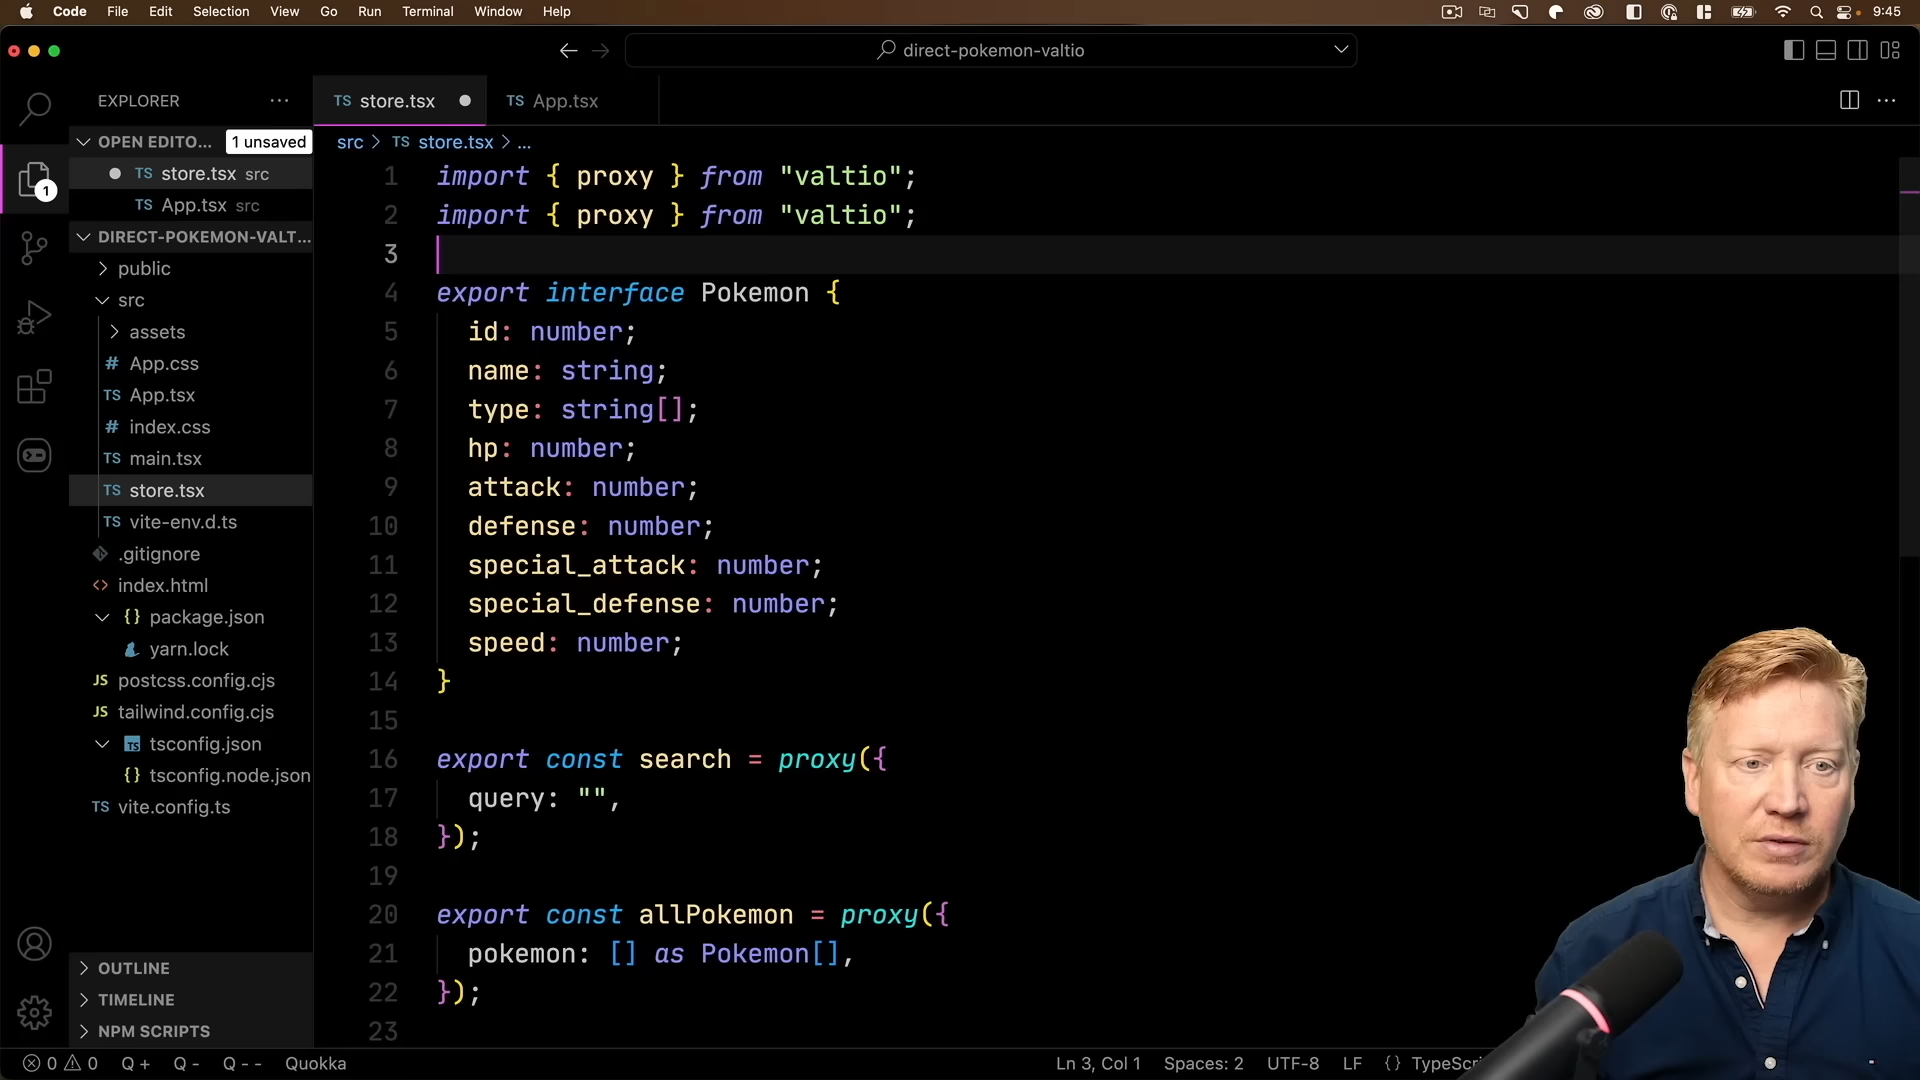 Code File Edit Selection View Go Run Terminal Window Help 9:45
direct-pokemon-valtio
EXPLORER
TS store.tsx
TS App.tsx
OPEN EDITO... 1 unsaved
TS store.tsx src
TS App.tsx src
DIRECT-POKEMON-VALT...
public
src
assets
# App.css
TS App.tsx
# index.css
TS main.tsx
TS store.tsx
TS vite-env.d.ts
.gitignore
<> index.html
{} package.json
yarn.lock
JS postcss.config.cjs
JS tailwind.config.cjs
TS tsconfig.json
{} tsconfig.node.json
TS vite.config.ts
OUTLINE
TIMELINE
NPM SCRIPTS
1
src > TS store.tsx > ...
1 import { proxy } from "valtio";
2 import { proxy } from "valtio";
3
4 export interface Pokemon {
5 id: number;
6 name: string;
7 type: string[];
8 hp: number;
9 attack: number;
10 defense: number;
11 special_attack: number;
12 special_defense: number;
13 speed: number;
14 }
15
16 export const search = proxy({
17 query: "",
18 });
19
20 export const allPokemon = proxy({
21 pokemon: [] as Pokemon[],
22 });
23
0 0 Q + Q - Q - - Quokka Ln 3, Col 1 Spaces: 2 UTF-8 LF {} TypeScri